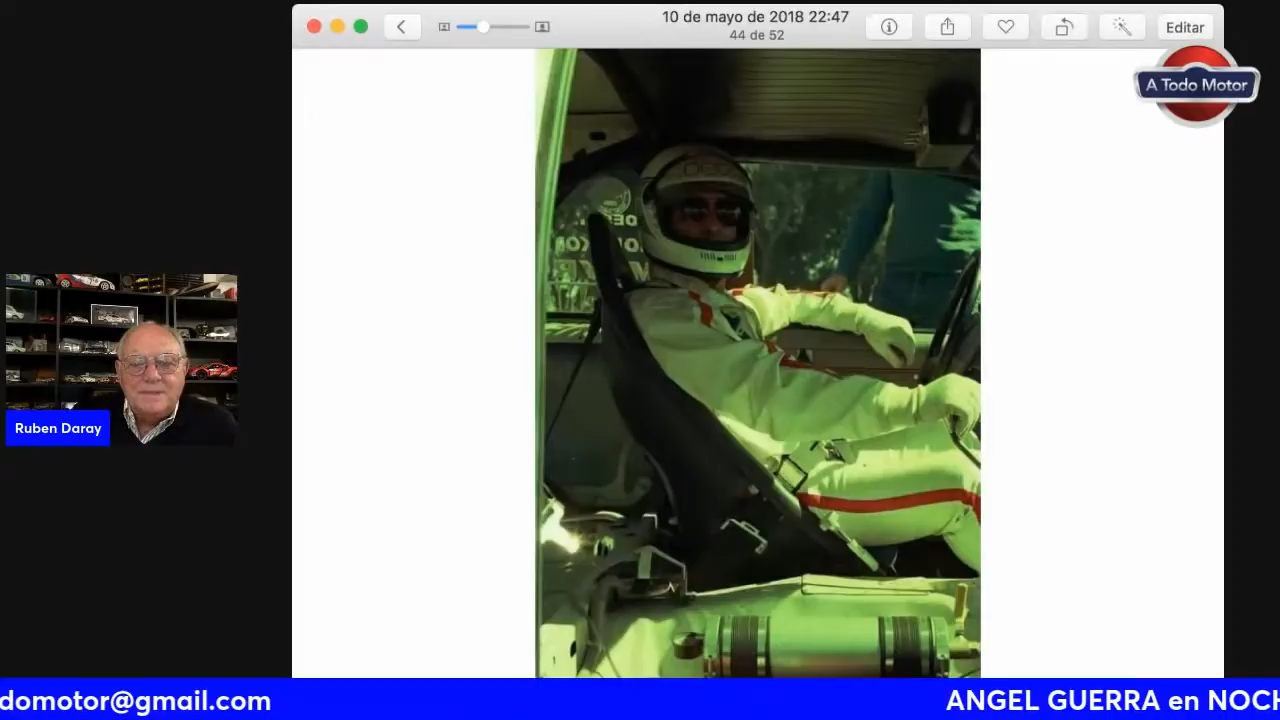 10 de mayo de 2018 22:47
44 de 52
Editar
A Todo Motor
Ruben Daray
domotor@gmail.com
ANGEL GUERRA en NOCH